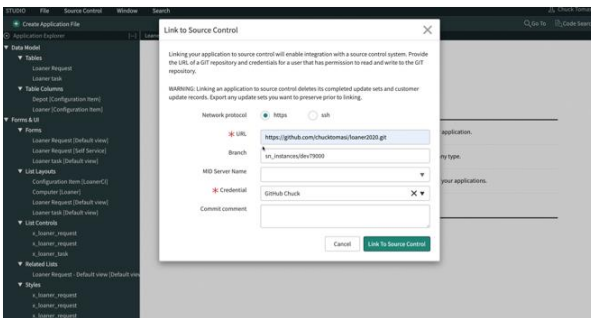 STUDIO File Source Control Window Search
Chuck Tomasi
Create Application File
Go To Code Search
Application Explorer
Link to Source Control
Linking your application to source control will enable integration with a source control system. Provide
the URL of a GIT repository and credentials for a user that has permission to read and write to the GIT
repository.
WARNING: Linking an application to source control deletes its completed update sets and customer
update records. Export any update sets you want to preserve prior to linking.
Network protocol https ssh
URL https://github.com/chucktomasi/loaner2020.git
Branch sn_instances/dev79000
MID Server Name
Credential GitHub Chuck
Commit comment
Cancel Link To Source Control
Data Model
Tables
Loaner Request
Loaner task
Table Columns
Depot [Configuration Item]
Loaner [Configuration Item]
Forms & UI
Forms
Loaner Request [Default view]
Loaner Request [Self Service]
Loaner task [Default view]
List Layouts
Configuration Item [LoanerCI]
Computer [Loaner]
Loaner Request [Default view]
Loaner task [Default view]
List Controls
x_loaner_request
x_loaner_request
x_loaner_task
Related Lists
Loaner Request - Default view [Default view
Styles
x_loaner_request
x_loaner_request
x_loaner_request
application.
ny type.
your applications.